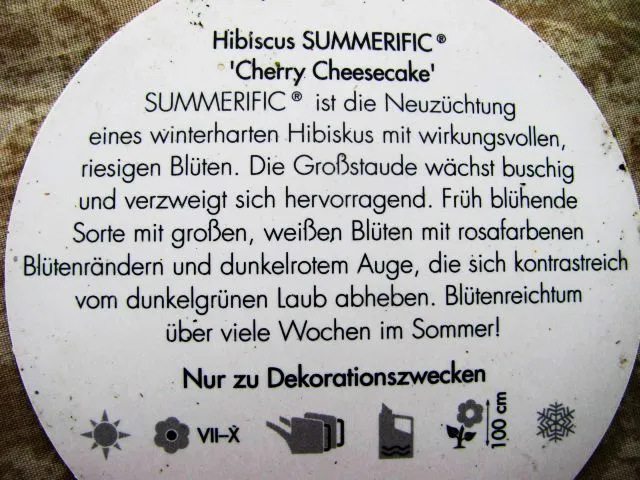 Hibiscus SUMMERIFIC®
'Cherry Cheesecake'
SUMMERIFIC® ist die Neuzüchtung
eines winterharten Hibiskus mit wirkungsvollen,
riesigen Blüten. Die Großstaude wächst buschig
und verzweigt sich hervorragend. Früh blühende
Sorte mit großen, weißen Blüten mit rosafarbenen
Blütenrändern und dunkelrotem Auge, die sich kontrastreich
vom dunkelgrünen Laub abheben. Blütenreichtum
über viele Wochen im Sommer!
Nur zu Dekorationszwecken
VII–X
100 cm